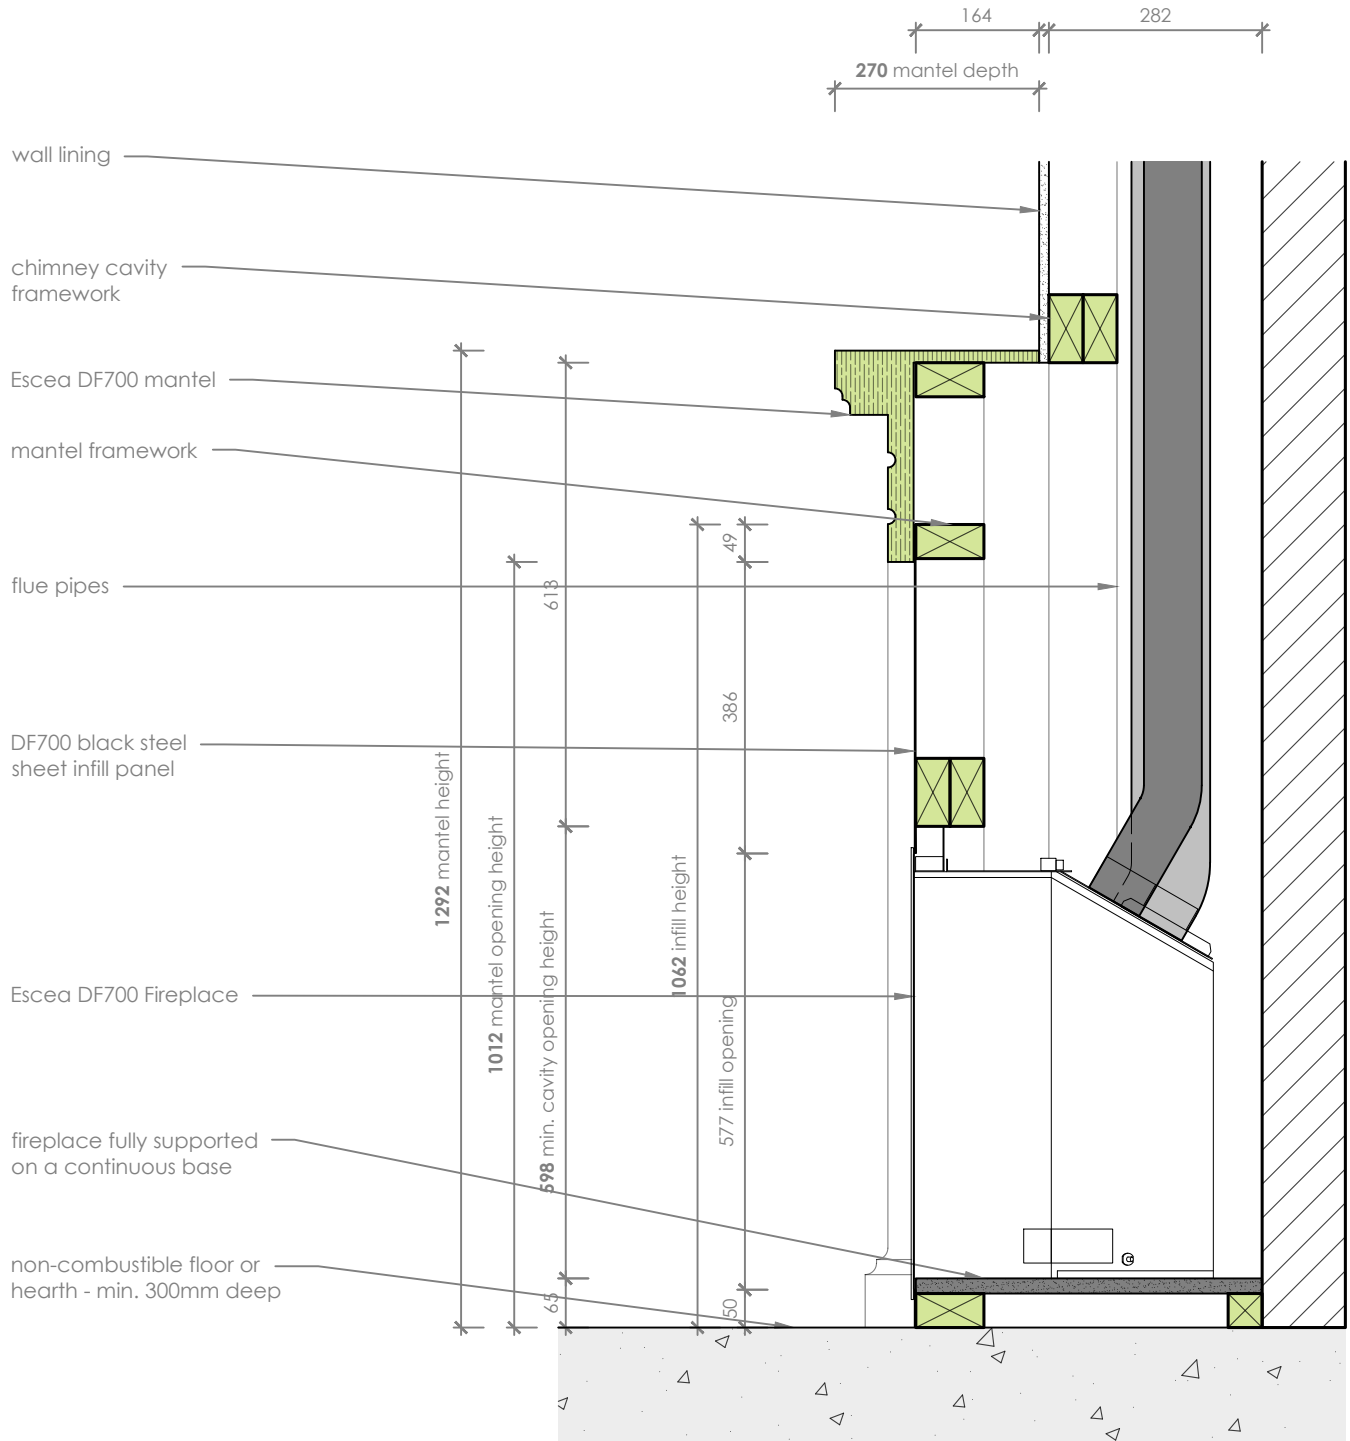 164
282
270 mantel depth
wall lining
chimney cavity
framework
Escea DF700 mantel
mantel framework
49
613
flue pipes
386
DF700 black steel
sheet infill panel
1292 mantel height
1012 mantel opening height
598 min. cavity opening height
1062 infill height
577 infill opening
Escea DF700 Fireplace
fireplace fully supported
on a continuous base
non-combustible floor or
hearth - min. 300mm deep
65
50